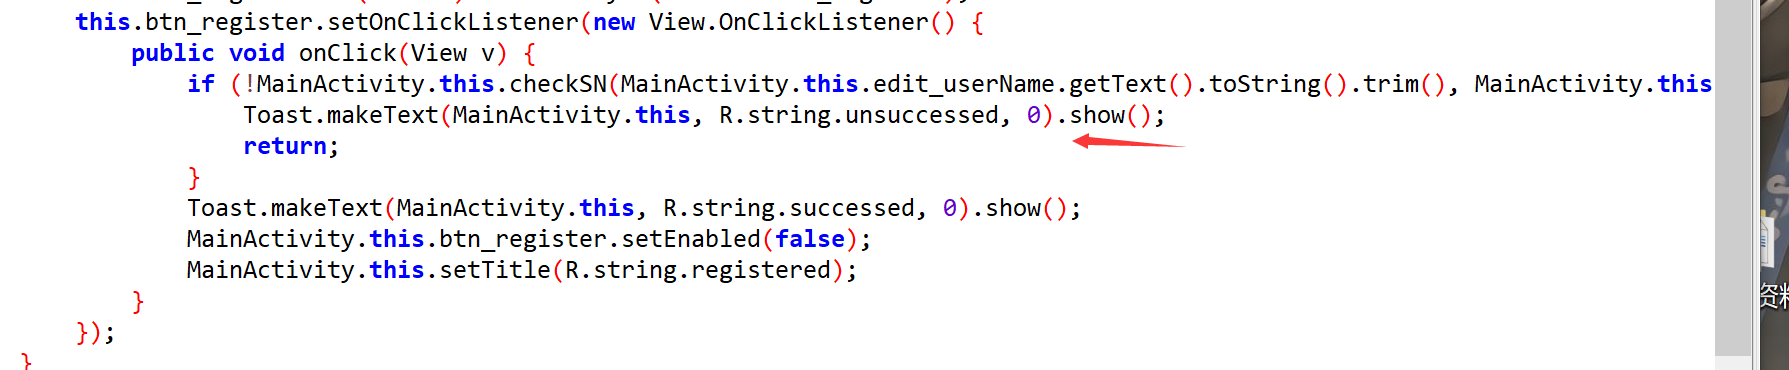 this.btn_register.setOnClickListener(new View.OnClickListener() {
public void onClick(View v) {
if (!MainActivity.this.checkSN(MainActivity.this.edit_userName.getText().toString().trim(), MainActivity.this
Toast.makeText(MainActivity.this, R.string.unsuccessed, 0).show();
return;
}
Toast.makeText(MainActivity.this, R.string.successed, 0).show();
MainActivity.this.btn_register.setEnabled(false);
MainActivity.this.setTitle(R.string.registered);
}
});
}
资料